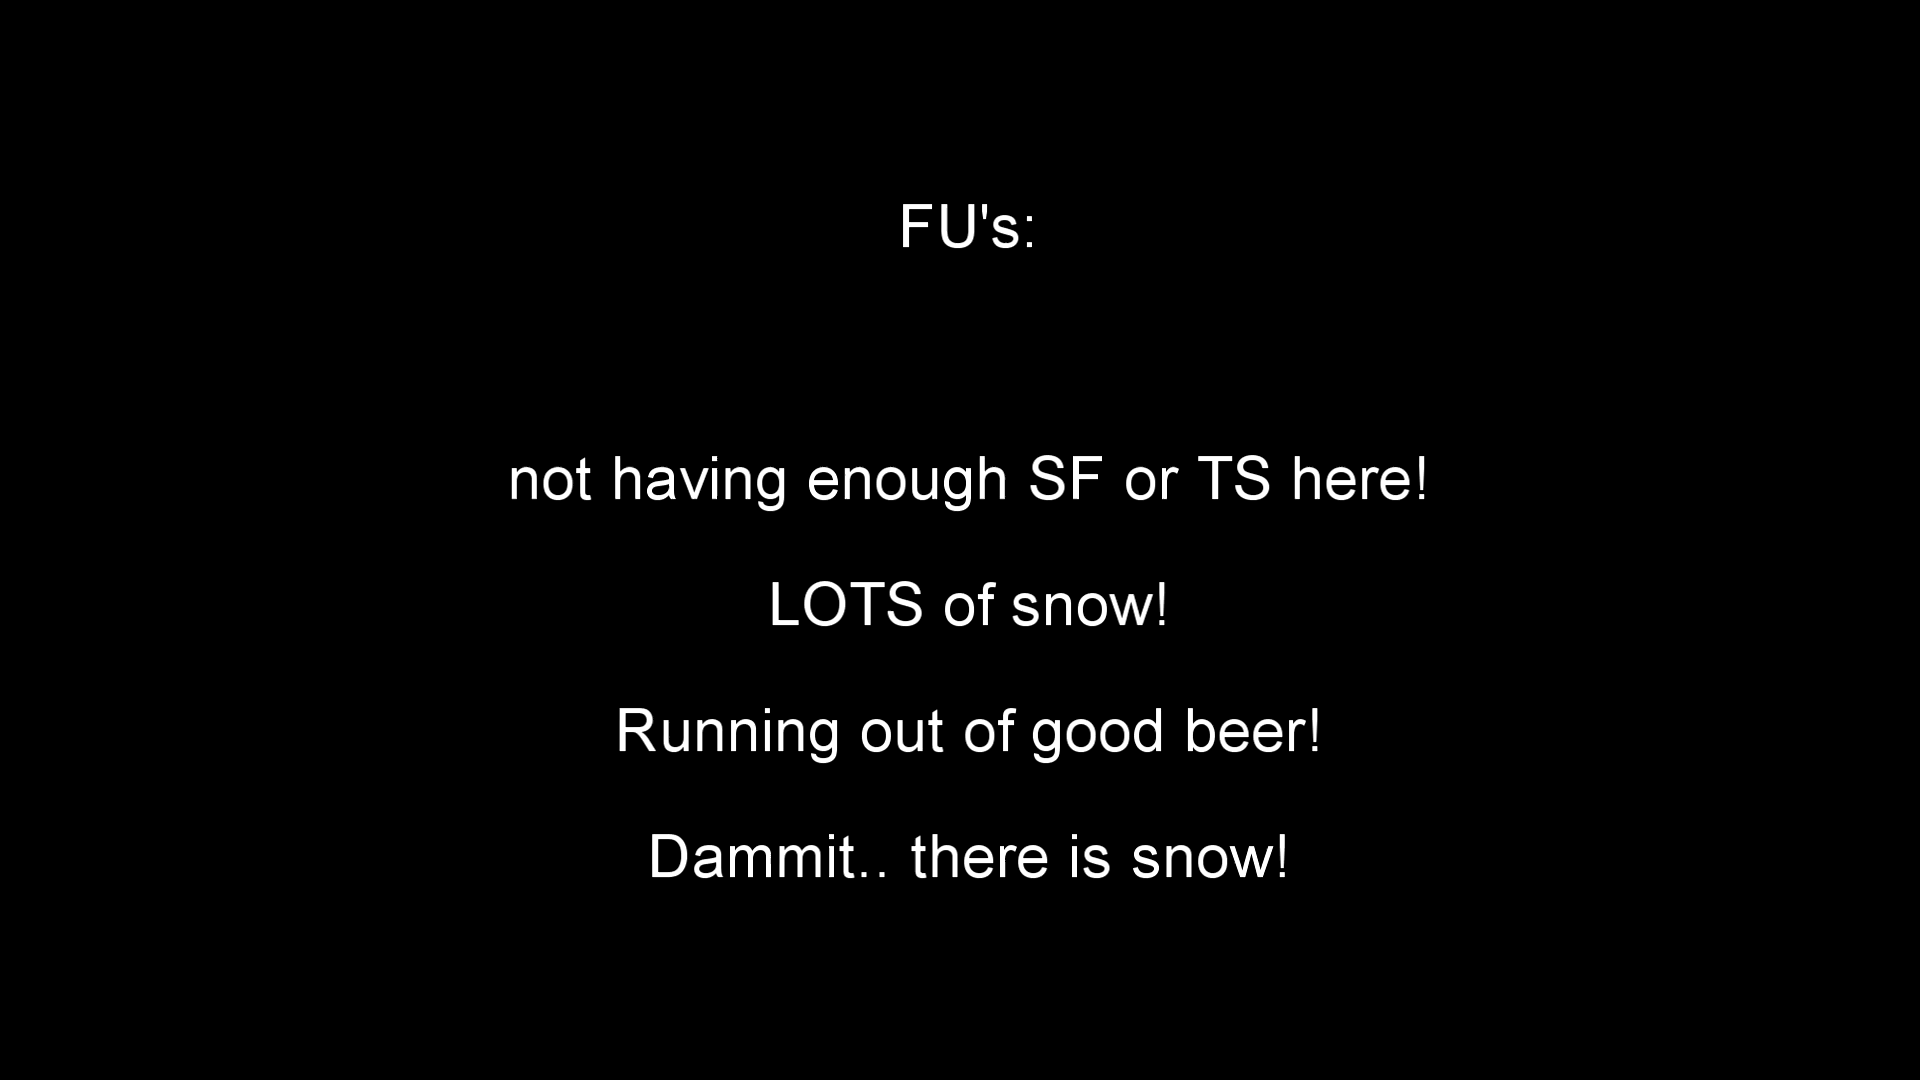 FU's:
not having enough SF or TS here!
LOTS of snow!
Running out of good beer!
Dammit.. there is snow!